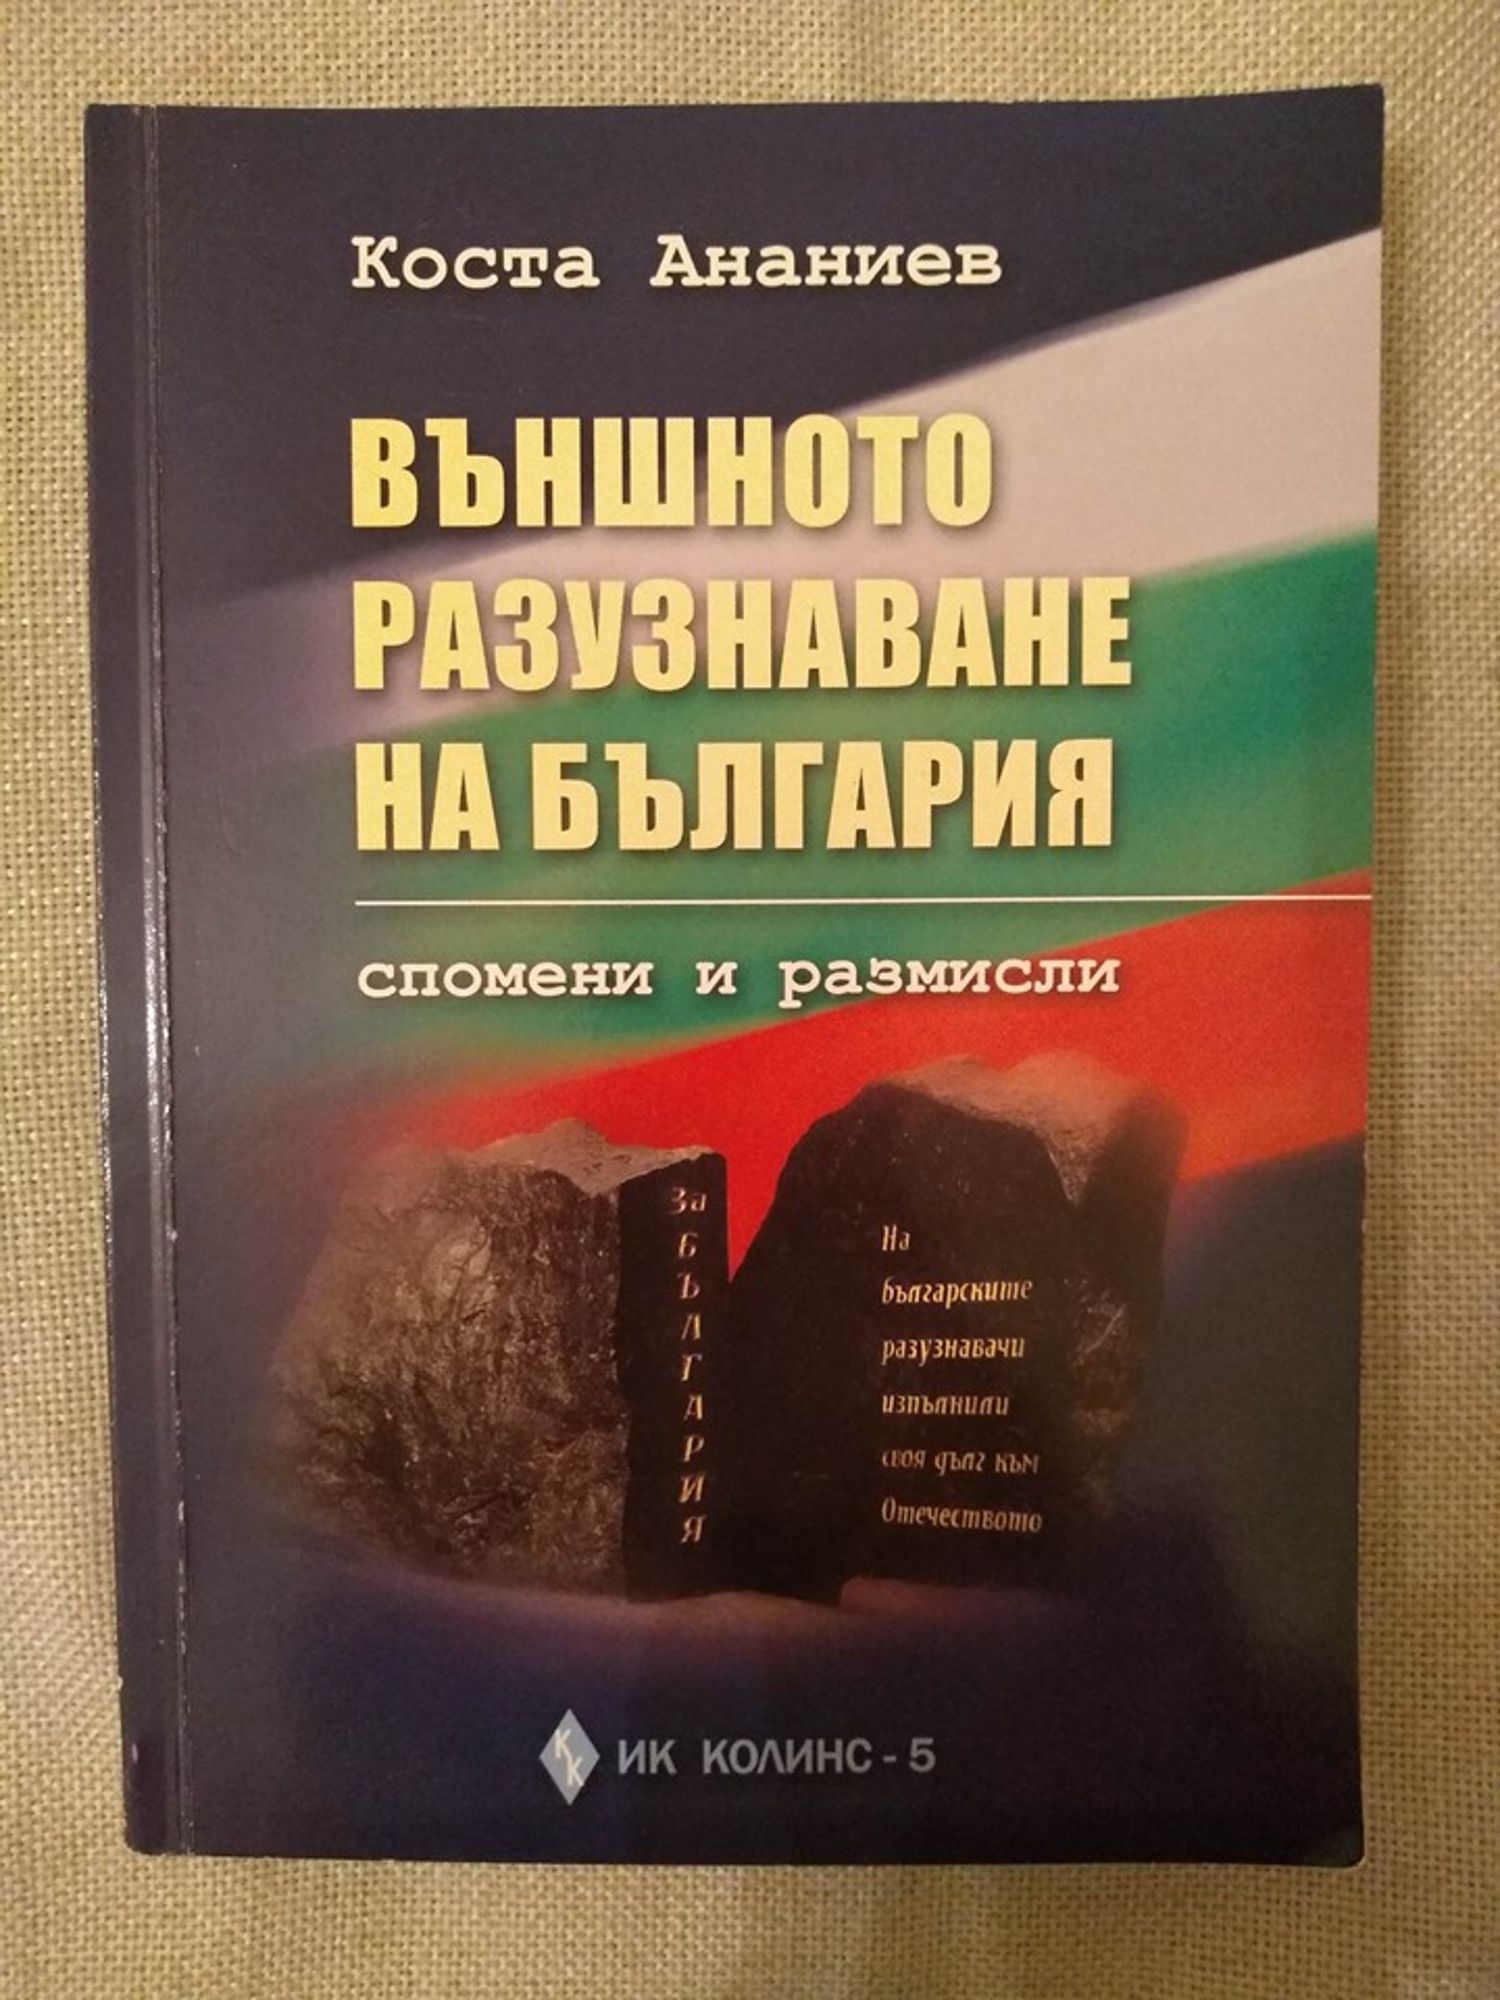 Коста Ананиев
ВЪНШНОТО
РАЗУЗНАВАНЕ
НА БЪЛГАРИЯ
спомени и размисли
За
Б
Ъ
Л
Г
А
Р
И
Я
На
българските
разузнавачи
изпълнили
своя дълг към
Отечеството
КК
ИК КОЛИНС - 5